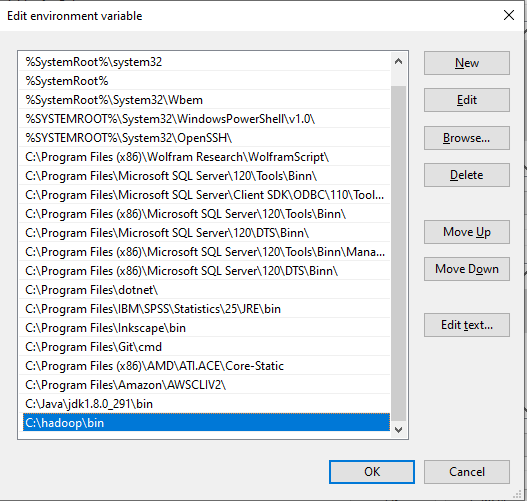 Edit environment variable
%SystemRoot%\system32
%SystemRoot%
%SystemRoot%\System32\Wbem
%SYSTEMROOT%\System32\WindowsPowerShell\v1.0\
%SYSTEMROOT%\System32\OpenSSH\
C:\Program Files (x86)\Wolfram Research\WolframScript\
C:\Program Files\Microsoft SQL Server\120\Tools\Binn\
C:\Program Files\Microsoft SQL Server\Client SDK\ODBC\110\Tool...
C:\Program Files (x86)\Microsoft SQL Server\120\Tools\Binn\
C:\Program Files\Microsoft SQL Server\120\DTS\Binn\
C:\Program Files (x86)\Microsoft SQL Server\120\Tools\Binn\Mana...
C:\Program Files (x86)\Microsoft SQL Server\120\DTS\Binn\
C:\Program Files\dotnet\
C:\Program Files\IBM\SPSS\Statistics\25\JRE\bin
C:\Program Files\Inkscape\bin
C:\Program Files\Git\cmd
C:\Program Files (x86)\AMD\ATI.ACE\Core-Static
C:\Program Files\Amazon\AWSCLIV2\
C:\Java\jdk1.8.0_291\bin
C:\hadoop\bin
New
Edit
Browse...
Delete
Move Up
Move Down
Edit text...
OK
Cancel